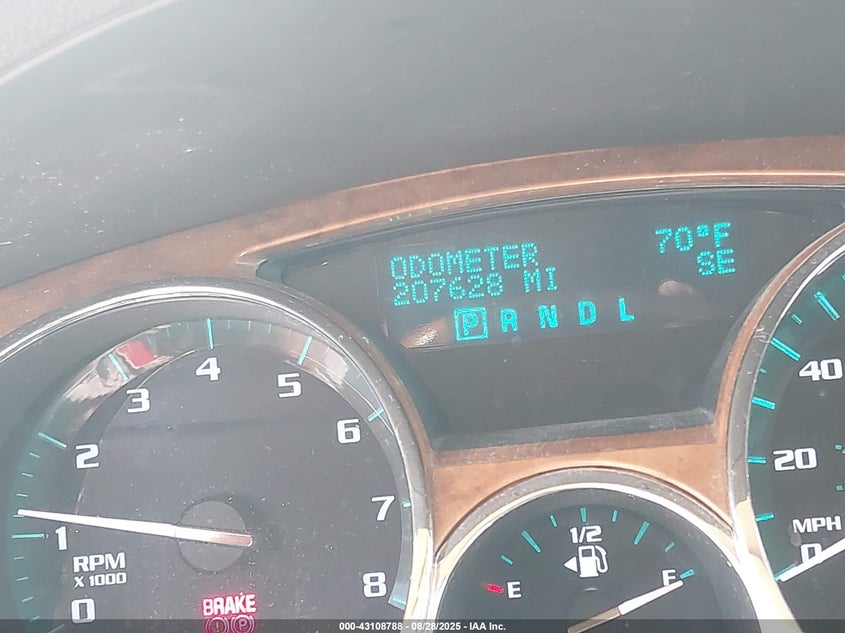 ODOMETER 70°F
207628 MI SE
P R N D L
0
1
2
3
4
5
6
7
8
RPM
X 1000
BRAKE
P
1/2
E F
40
20
0
MPH
000-43108788 - 08/28/2025 - IAA Inc.